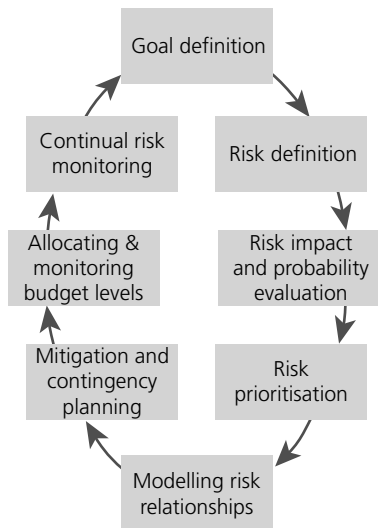 Goal definition
Risk definition
Risk impact
and probability
evaluation
Risk
prioritisation
Modelling risk
relationships
Mitigation and
contingency
planning
Allocating &
monitoring
budget levels
Continual risk
monitoring